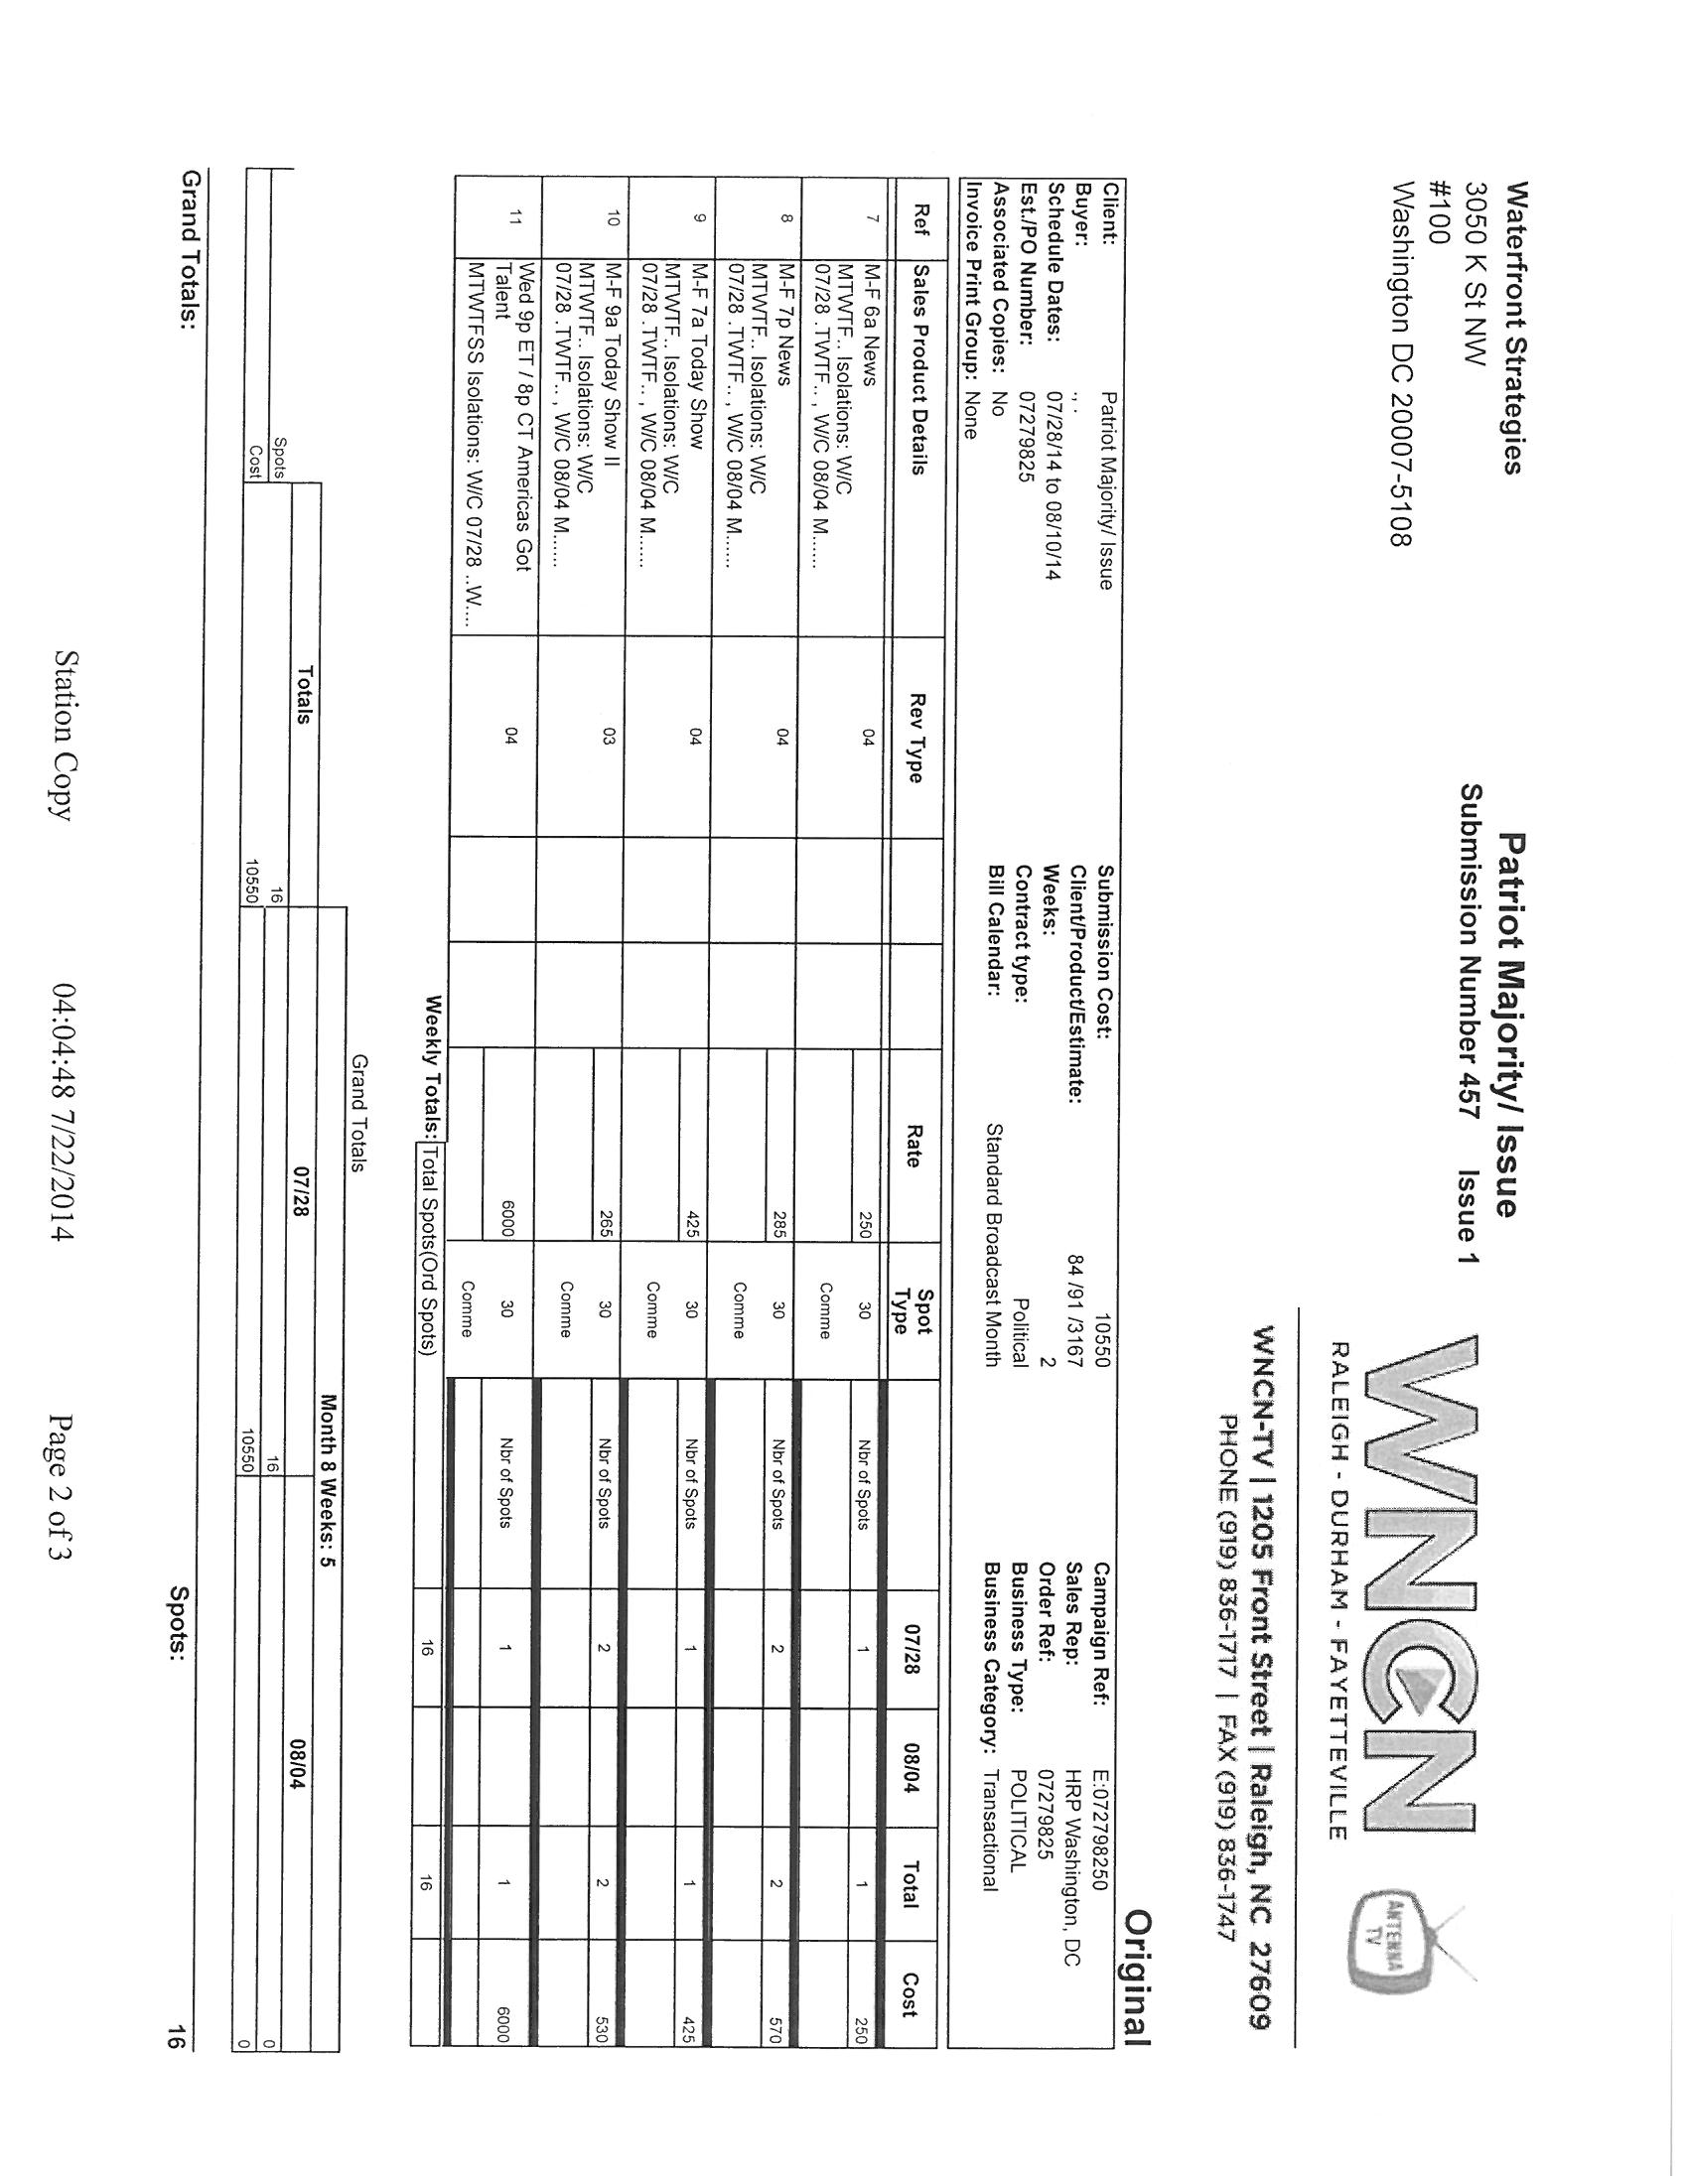 Waterfront Strategies
3050 K St NW
#100
Washington DC 20007-5108
Patriot Majority/ Issue
Submission Number 457 Issue 1
WNCN
RALEIGH - DURHAM - FAYETTEVILLE
ANTENNA
TV
WNCN-TV | 1205 Front Street | Raleigh, NC 27609
PHONE (919) 836-1717 | FAX (919) 836-1747
Original
Client: Patriot Majority/ Issue Submission Cost: 10550 Campaign Ref: E:072798250
Buyer: ., . Client/Product/Estimate: 84 /91 /3167 Sales Rep: HRP Washington, DC
Schedule Dates: 07/28/14 to 08/10/14 Weeks: 2 Order Ref: 07279825
Est./PO Number: 07279825 Contract type: Political Business Type: POLITICAL
Associated Copies: No Bill Calendar: Standard Broadcast Month Business Category: Transactional
Invoice Print Group: None
Ref Sales Product Details Rev Type Rate Spot Type 07/28 08/04 Total Cost
7 M-F 6a News 04 250 30 Nbr of Spots 1 1 250
MTWTF.. Isolations: W/C Comme
07/28 .TWTF.. , W/C 08/04 M......
8 M-F 7p News 04 285 30 Nbr of Spots 2 2 570
MTWTF.. Isolations: W/C Comme
07/28 .TWTF.. , W/C 08/04 M......
9 M-F 7a Today Show 04 425 30 Nbr of Spots 1 1 425
MTWTF.. Isolations: W/C Comme
07/28 .TWTF.. , W/C 08/04 M......
10 M-F 9a Today Show II 03 265 30 Nbr of Spots 2 2 530
MTWTF.. Isolations: W/C Comme
07/28 .TWTF.. , W/C 08/04 M......
11 Wed 9p ET / 8p CT Americas Got 04 6000 30 Nbr of Spots 1 1 6000
Talent
MTWTFSS Isolations: W/C 07/28 ..W.... Comme
Weekly Totals: Total Spots(Ord Spots) 16 16
Grand Totals
Month 8 Weeks: 5
Totals 07/28 08/04
Spots 16 16 0
Cost 10550 10550 0
Grand Totals: Spots: 16
Station Copy 04:04:48 7/22/2014 Page 2 of 3